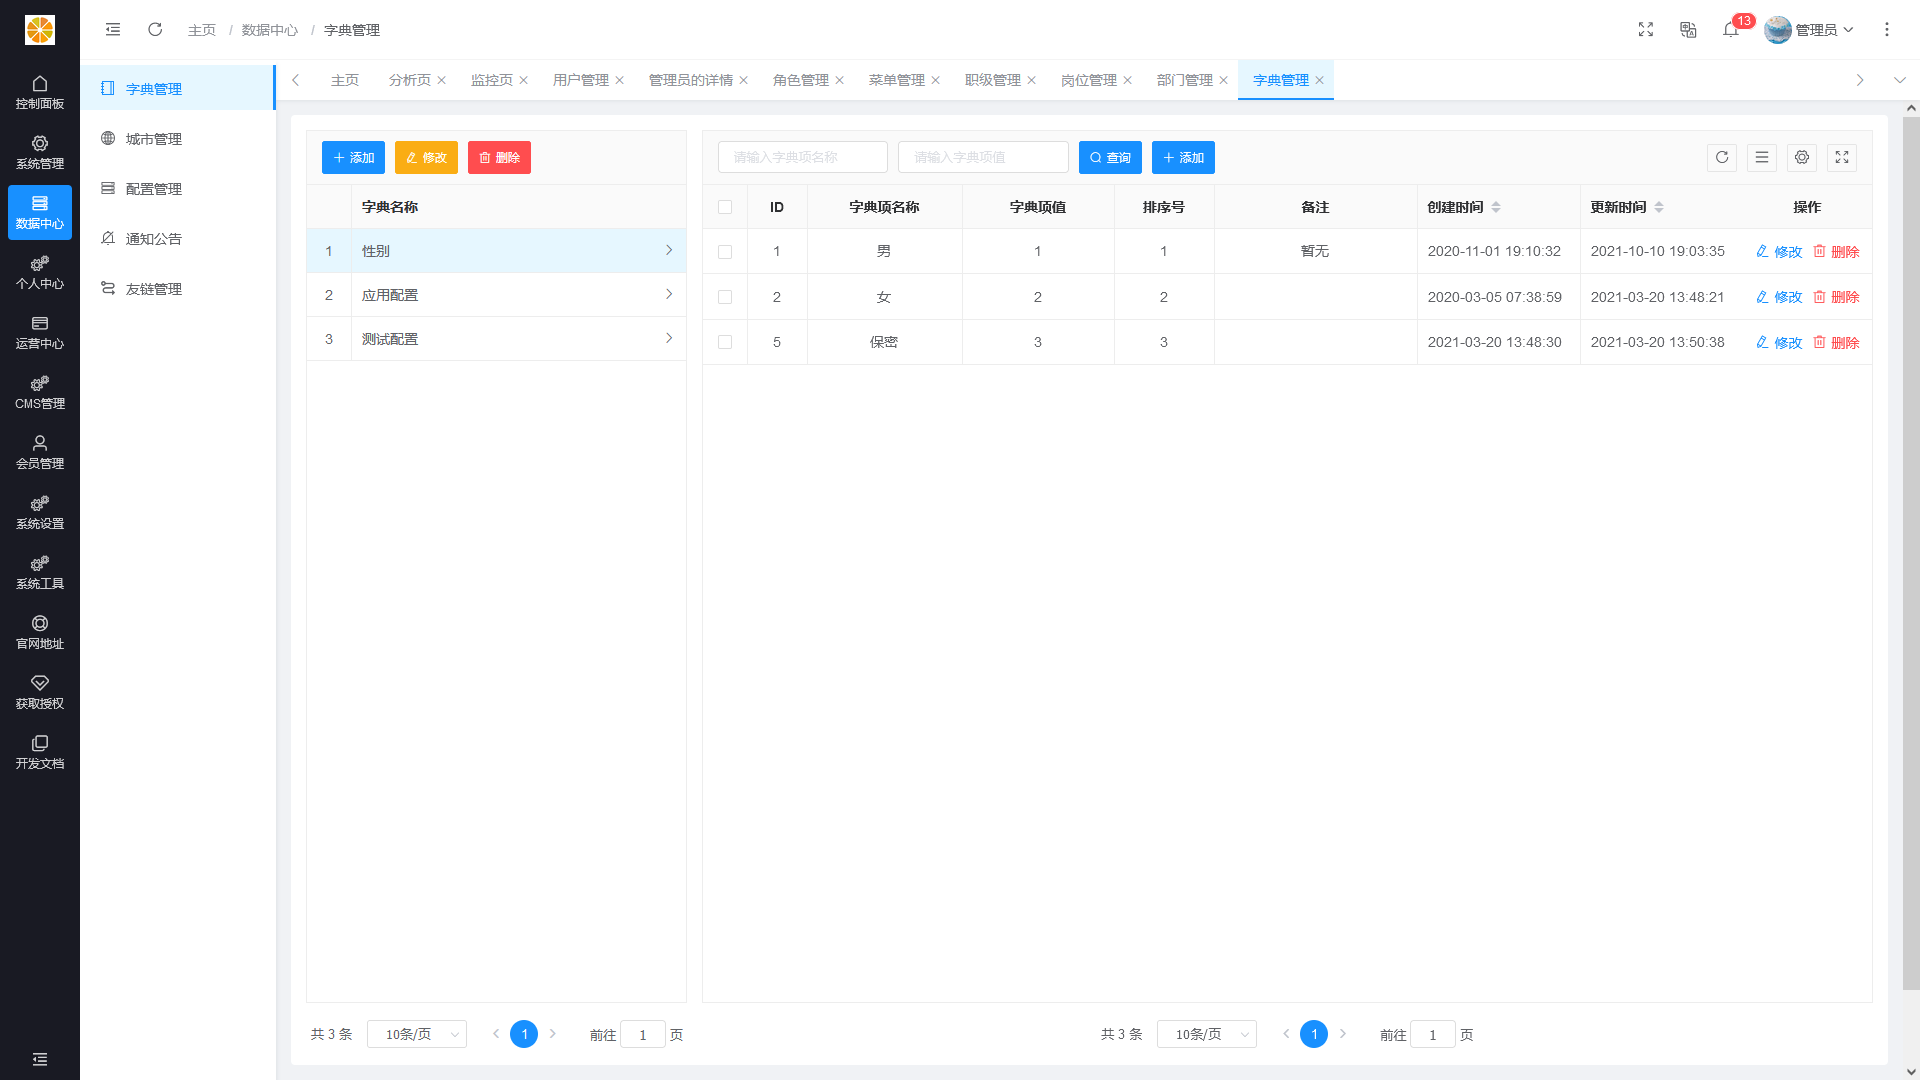 主页 / 数据中心 / 字典管理
13
管理员
控制面板
系统管理
数据中心
个人中心
运营中心
CMS管理
会员管理
系统设置
系统工具
官网地址
获取授权
开发文档
字典管理
城市管理
配置管理
通知公告
友链管理
主页 分析页 监控页 用户管理 管理员的详情 角色管理 菜单管理 职级管理 岗位管理 部门管理 字典管理
添加 修改 删除
字典名称
1 性别
2 应用配置
3 测试配置
共 3 条 10条/页 1 前往 1 页
请输入字典项名称 请输入字典项值 查询 添加
ID 字典项名称 字典项值 排序号 备注 创建时间 更新时间 操作
1 男 1 1 暂无 2020-11-01 19:10:32 2021-10-10 19:03:35 修改 删除
2 女 2 2 2020-03-05 07:38:59 2021-03-20 13:48:21 修改 删除
5 保密 3 3 2021-03-20 13:48:30 2021-03-20 13:50:38 修改 删除
共 3 条 10条/页 1 前往 1 页